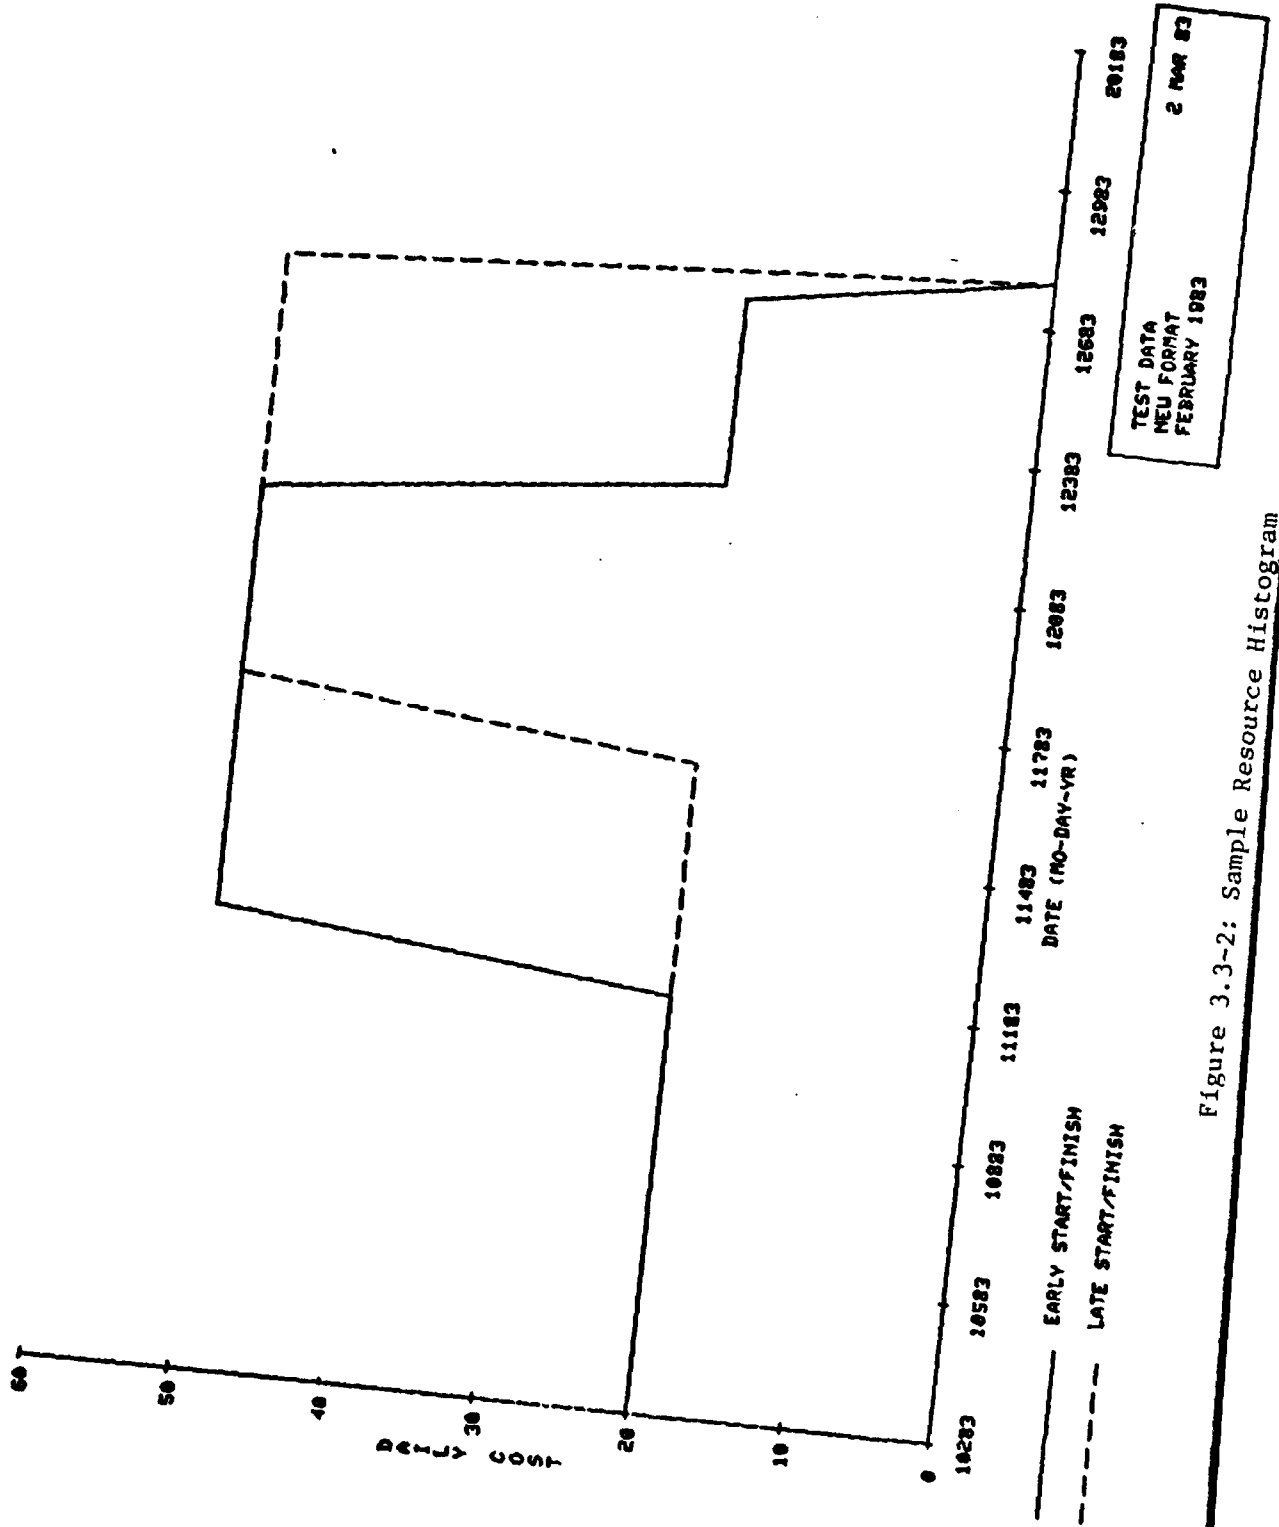 60
50
40
30
20
10
0
DAILY COST
10283
10583
10883
11183
11483
11783
12083
12383
12683
12983
20183
DATE (MO-DAY-YR)
EARLY START/FINISH
LATE START/FINISH
TEST DATA
NEW FORMAT
FEBRUARY 1983
2 MAR 83
Figure 3.3-2: Sample Resource Histogram